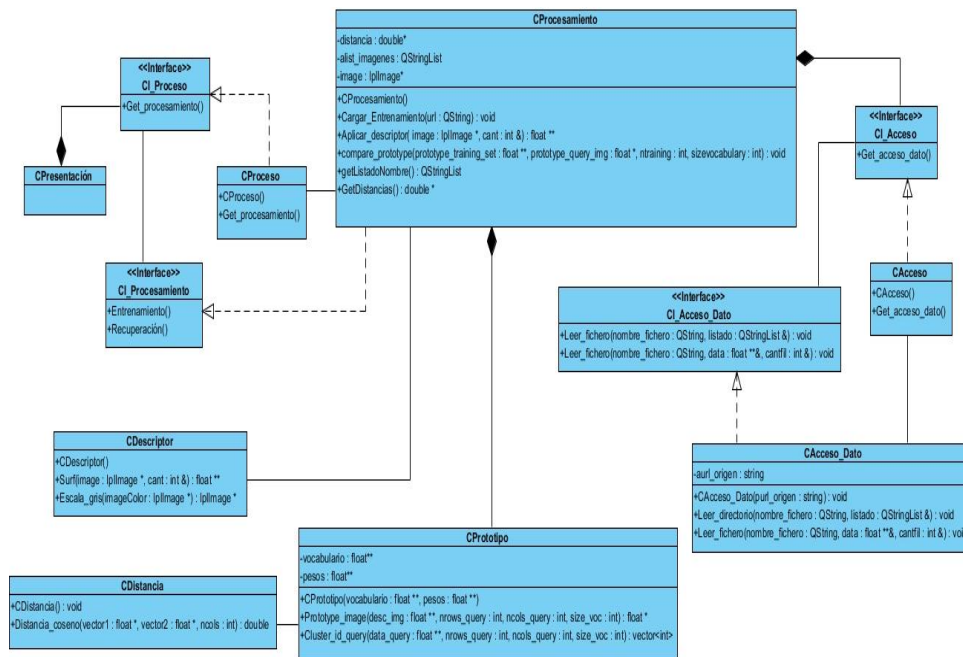 CProcesamiento
-distancia : double*
-alist_imagenes : QStringList
-image : IplImage*
+CProcesamiento()
+Cargar_Entrenamiento(url : QString) : void
+Aplicar_descriptor( image : IplImage *, cant : int &) : float **
+compare_prototype(prototype_training_set : float **, prototype_query_img : float *, ntraining : int, sizevocabulary : int) : void
+getListadoNombre() : QStringList
+GetDistancias() : double *
<<Interface>>
CI_Proceso
+Get_procesamiento()
CPresentación
CProceso
+CProceso()
+Get_procesamiento()
<<Interface>>
CI_Acceso
+Get_acceso_dato()
<<Interface>>
CI_Procesamiento
+Entrenamiento()
+Recuperación()
CAcceso
+CAcceso()
+Get_acceso_dato()
<<Interface>>
CI_Acceso_Dato
+Leer_fichero(nombre_fichero : QString, listado : QStringList &) : void
+Leer_fichero(nombre_fichero : QString, data : float **&, cantfil : int &) : void
CDescriptor
+CDescriptor()
+Surf(image : IplImage *, cant : int &) : float **
+Escala_gris(imageColor : IplImage *) : IplImage *
CAcceso_Dato
-aurl_origen : string
+CAcceso_Dato(purl_origen : string) : void
+Leer_directorio(nombre_fichero : QString, listado : QStringList &) : void
+Leer_fichero(nombre_fichero : QString, data : float **&, cantfil : int &) : voi
CPrototipo
-vocabulario : float**
-pesos : float**
+CPrototipo(vocabulario : float **, pesos : float **)
+Prototype_image(desc_img : float **, nrows_query : int, ncols_query : int, size_voc : int) : float *
+Cluster_id_query(data_query : float **, nrows_query : int, ncols_query : int, size_voc : int) : vector<int>
CDistancia
+CDistancia() : void
+Distancia_coseno(vector1 : float *, vector2 : float *, ncols : int) : double